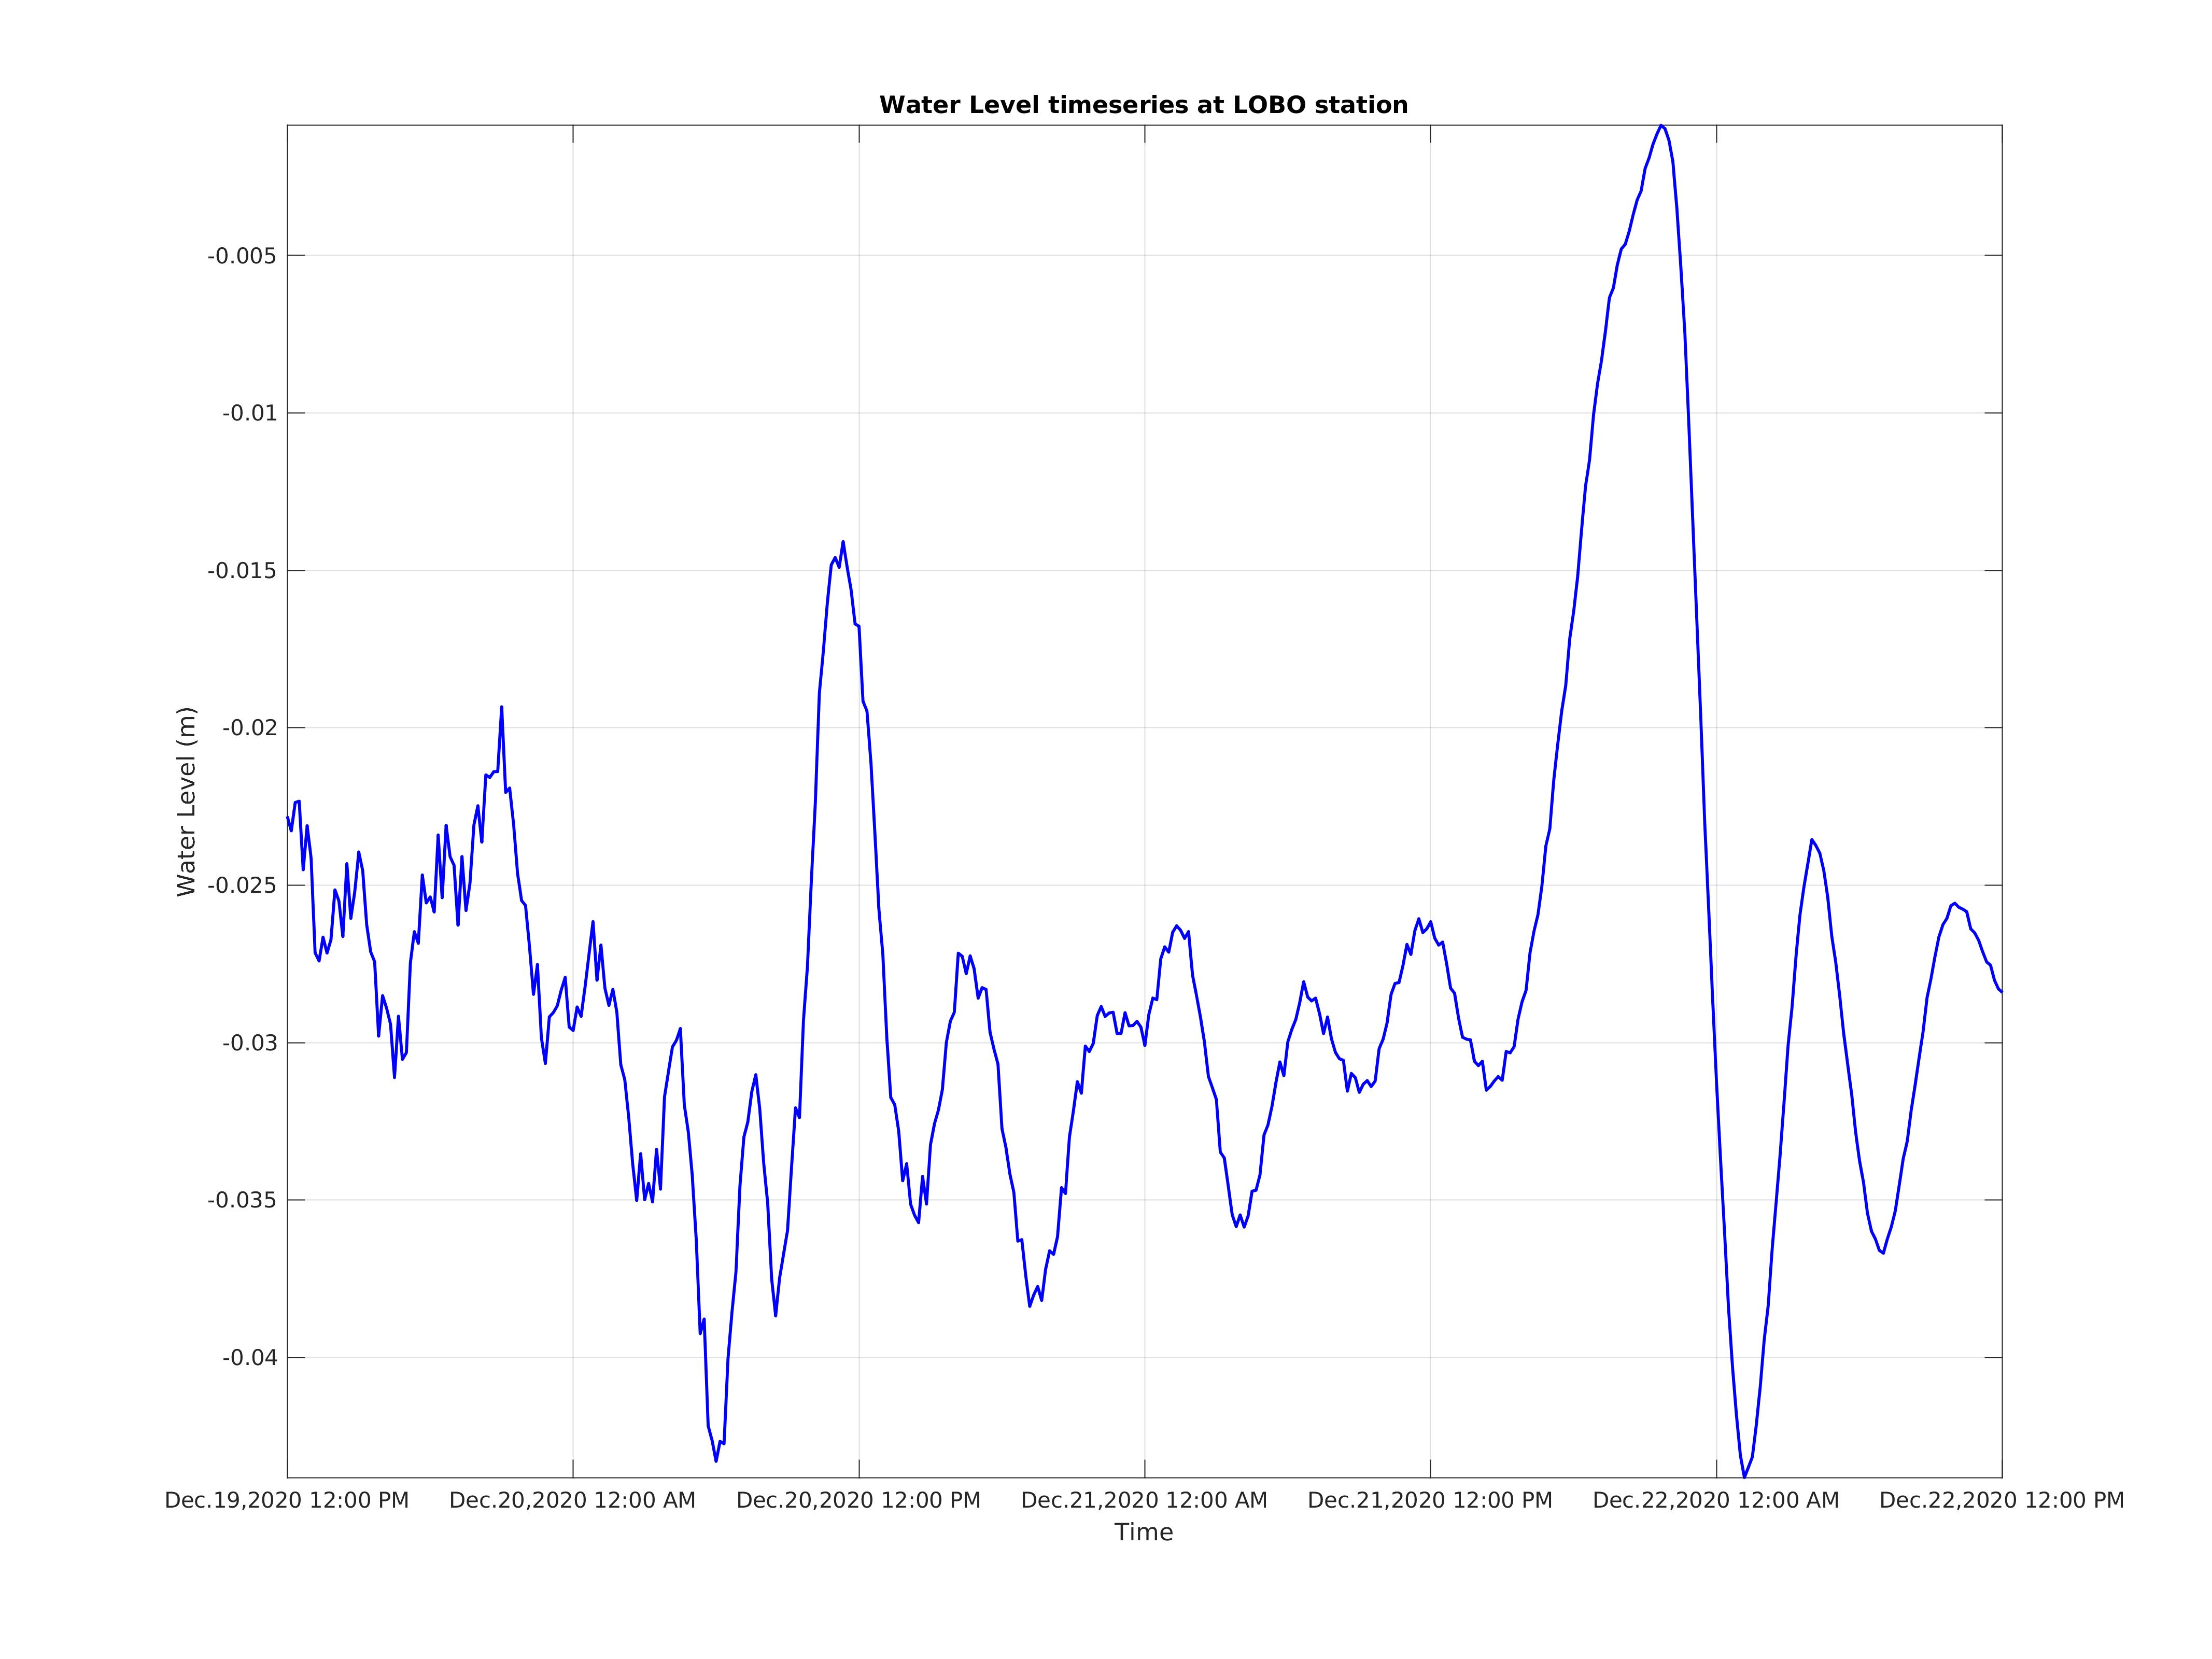 Water Level timeseries at LOBO station
-0.005
-0.01
-0.015
-0.02
-0.025
-0.03
-0.035
-0.04
Water Level (m)
Dec.19,2020 12:00 PM Dec.20,2020 12:00 AM Dec.20,2020 12:00 PM Dec.21,2020 12:00 AM Dec.21,2020 12:00 PM Dec.22,2020 12:00 AM Dec.22,2020 12:00 PM
Time